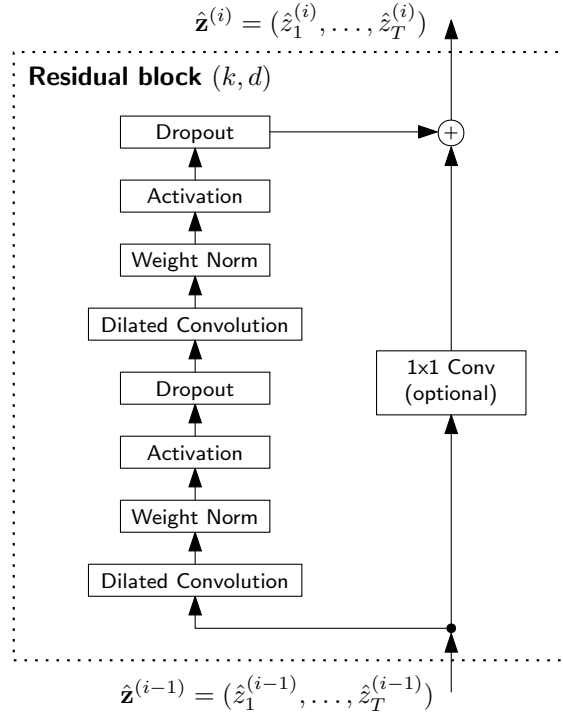 ẑ^(i) = (ẑ_1^(i), . . . , ẑ_T^(i))
Residual block (k, d)
Dropout
+
Activation
Weight Norm
Dilated Convolution
1x1 Conv
(optional)
Dropout
Activation
Weight Norm
Dilated Convolution
ẑ^(i−1) = (ẑ_1^(i−1), . . . , ẑ_T^(i−1))